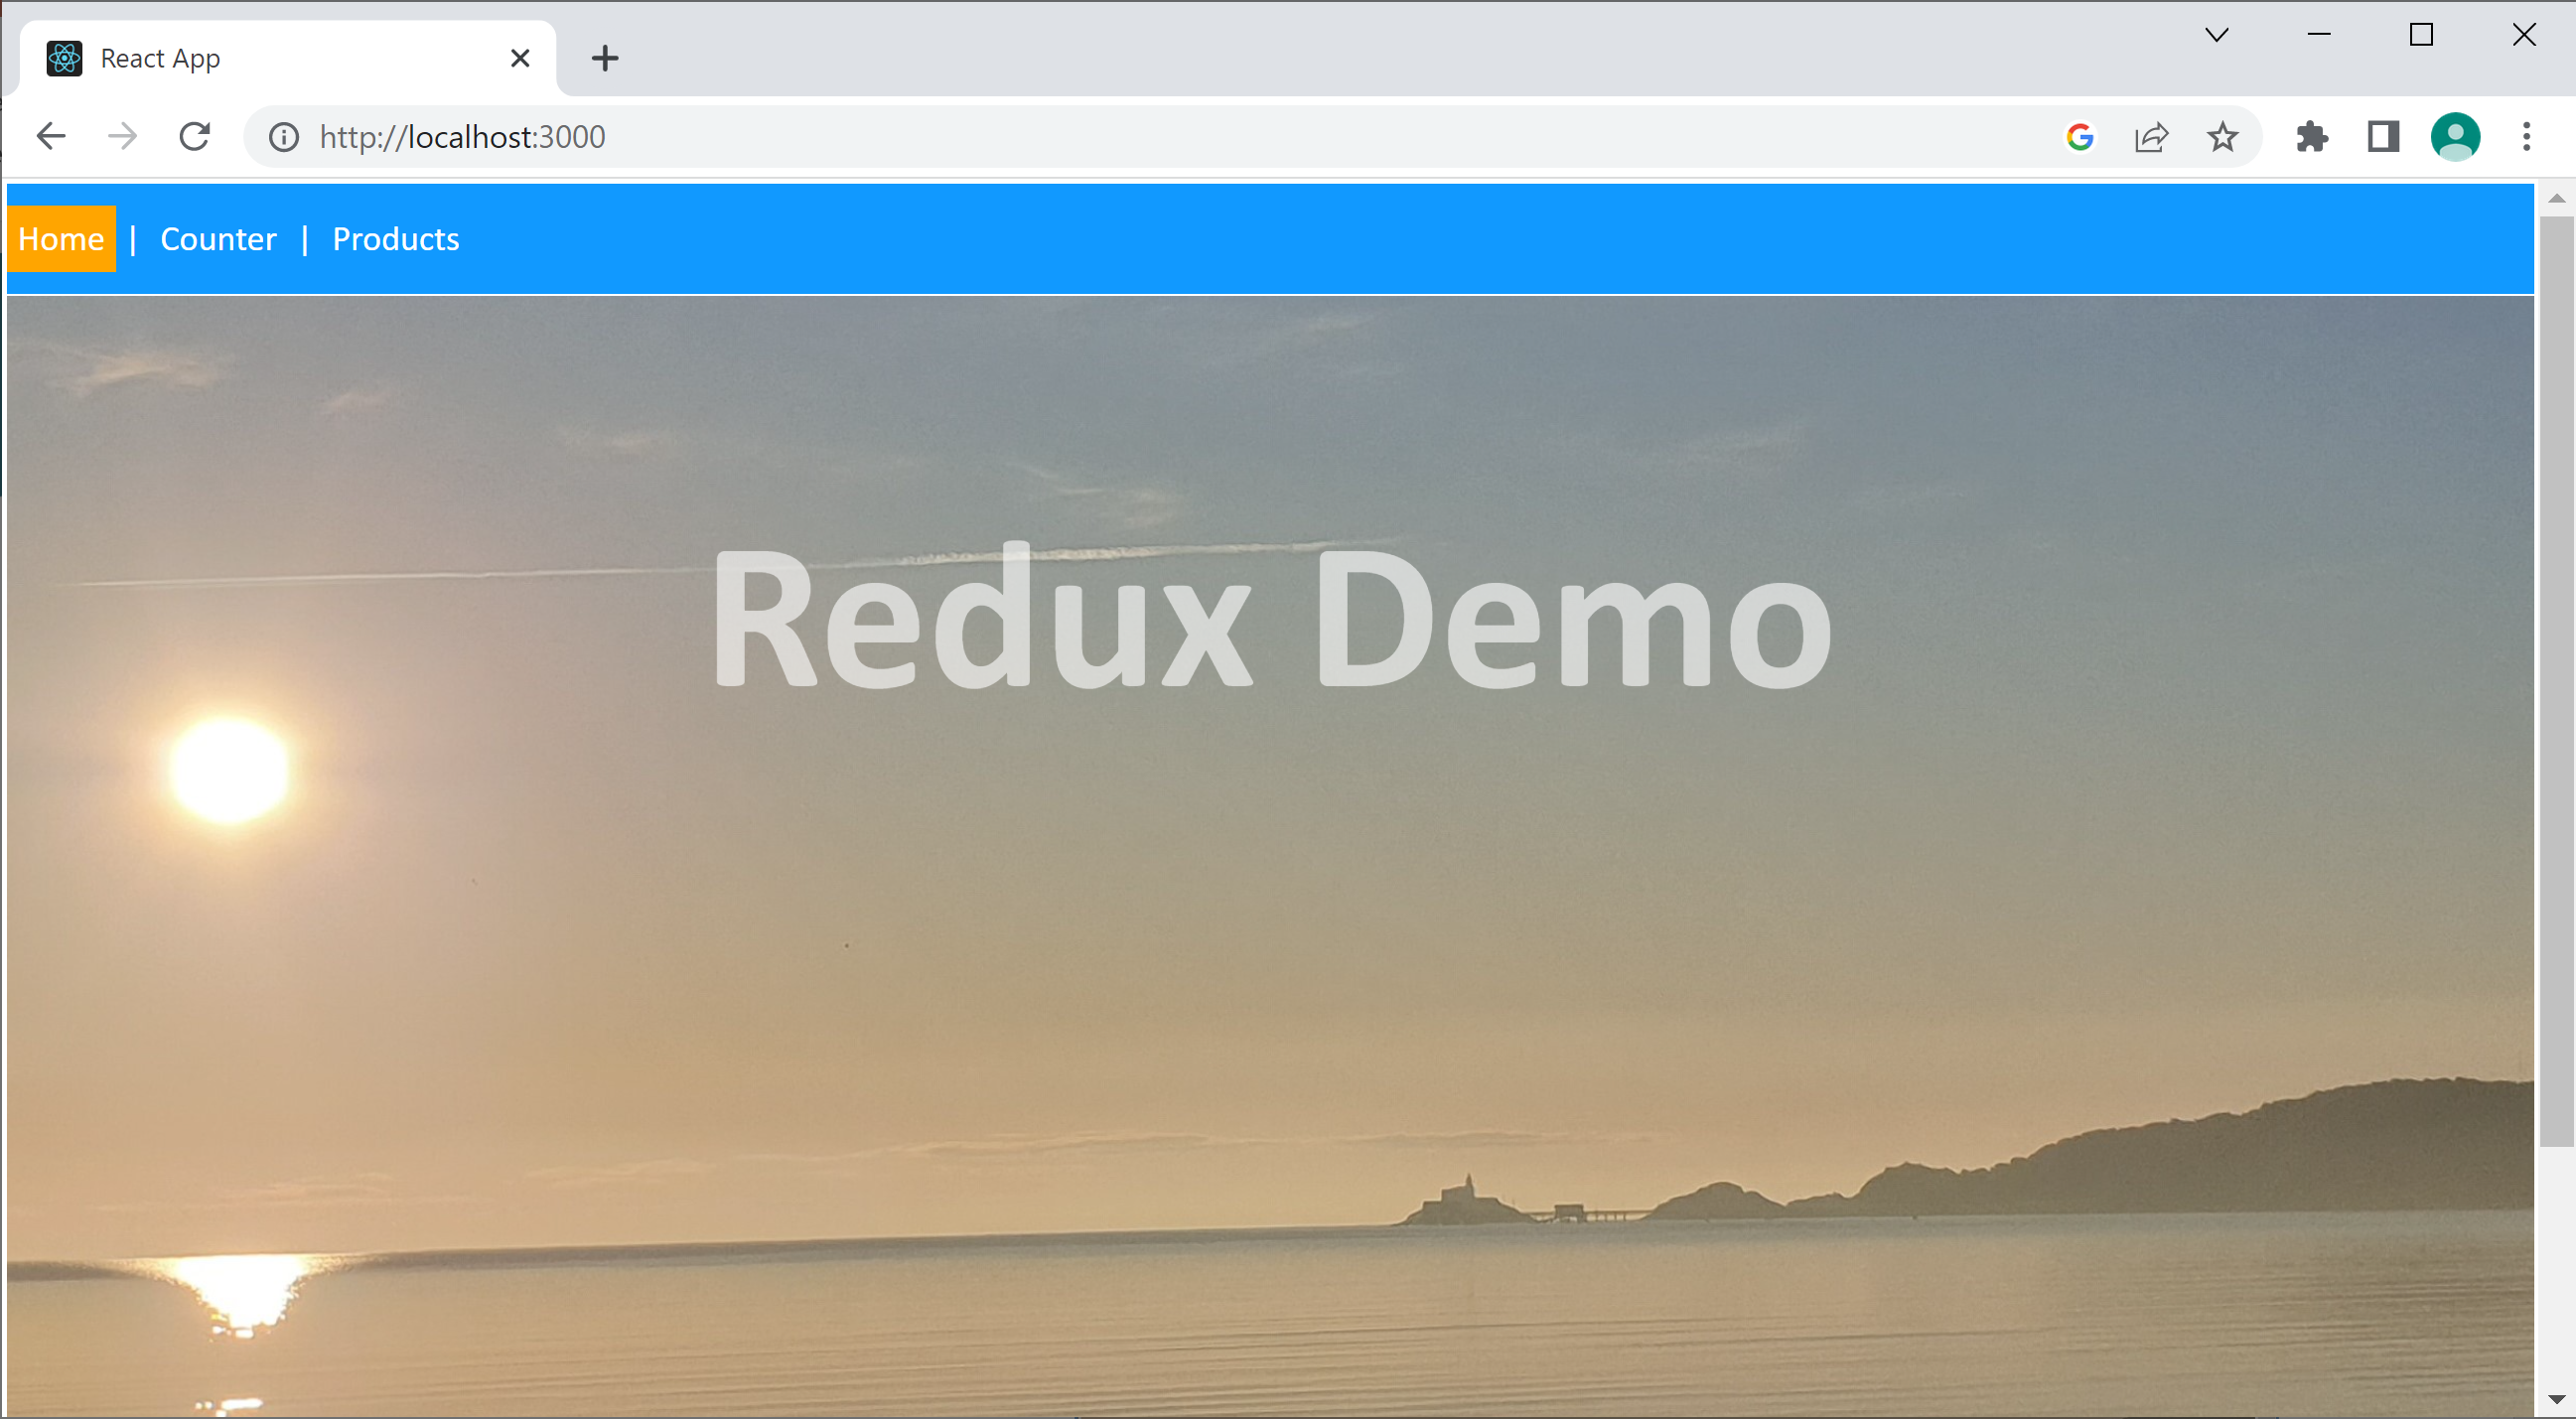 React App
http://localhost:3000
Home | Counter | Products
Redux Demo